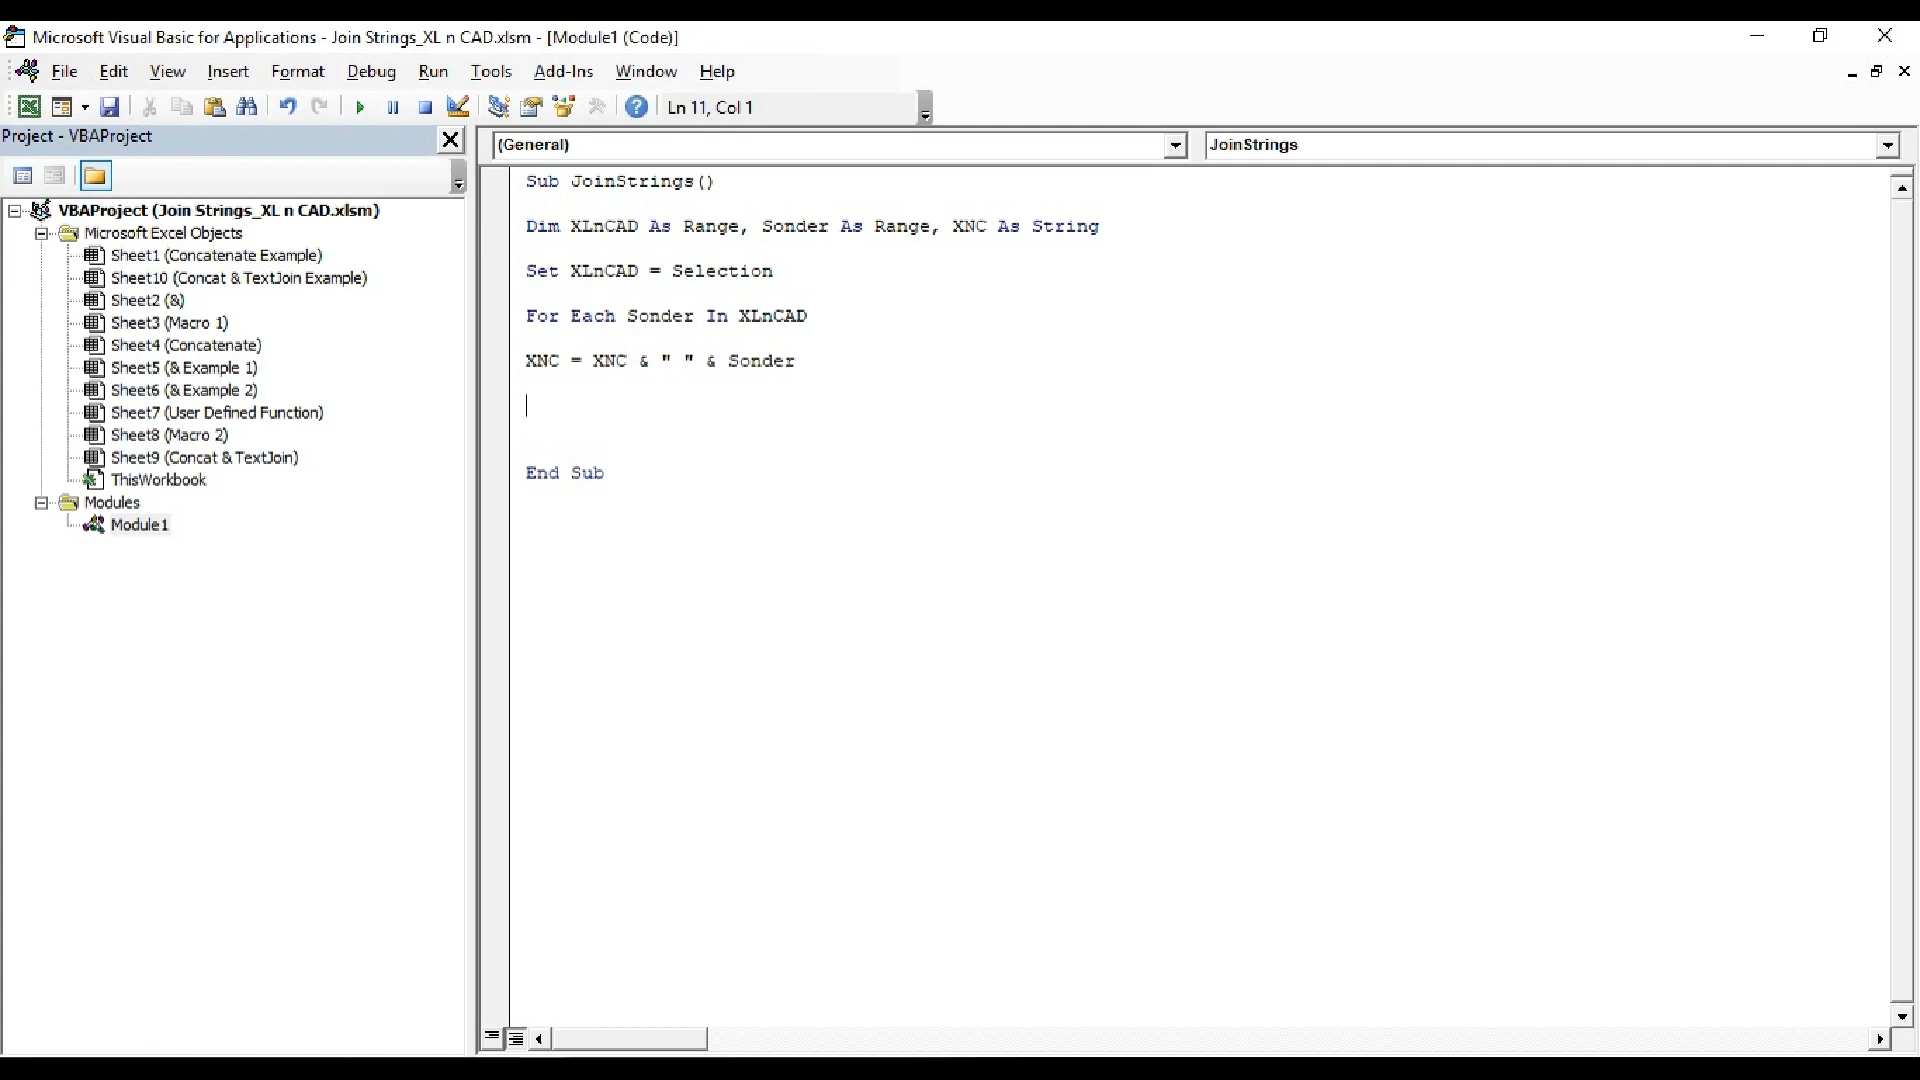 Microsoft Visual Basic for Applications - Join Strings_XL n CAD.xlsm - [Module1 (Code)]
File Edit View Insert Format Debug Run Tools Add-Ins Window Help
Ln 11, Col 1
Project - VBAProject
(General)
JoinStrings
VBAProject (Join Strings_XL n CAD.xlsm)
Microsoft Excel Objects
Sheet1 (Concatenate Example)
Sheet10 (Concat & TextJoin Example)
Sheet2 (&)
Sheet3 (Macro 1)
Sheet4 (Concatenate)
Sheet5 (& Example 1)
Sheet6 (& Example 2)
Sheet7 (User Defined Function)
Sheet8 (Macro 2)
Sheet9 (Concat & TextJoin)
ThisWorkbook
Modules
Module1
Sub JoinStrings()
Dim XLnCAD As Range, Sonder As Range, XNC As String
Set XLnCAD = Selection
For Each Sonder In XLnCAD
XNC = XNC & " " & Sonder
End Sub